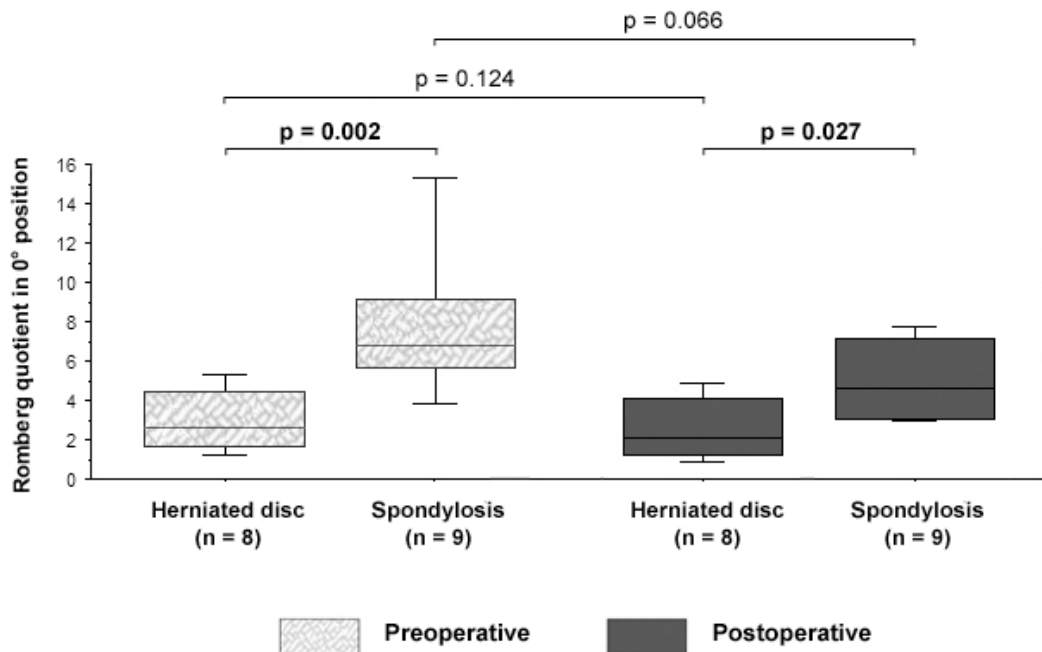 p = 0.066
p = 0.124
p = 0.002
p = 0.027
Romberg quotient in 0° position
16
14
12
10
8
6
4
2
0
Herniated disc
(n = 8)
Spondylosis
(n = 9)
Herniated disc
(n = 8)
Spondylosis
(n = 9)
Preoperative
Postoperative